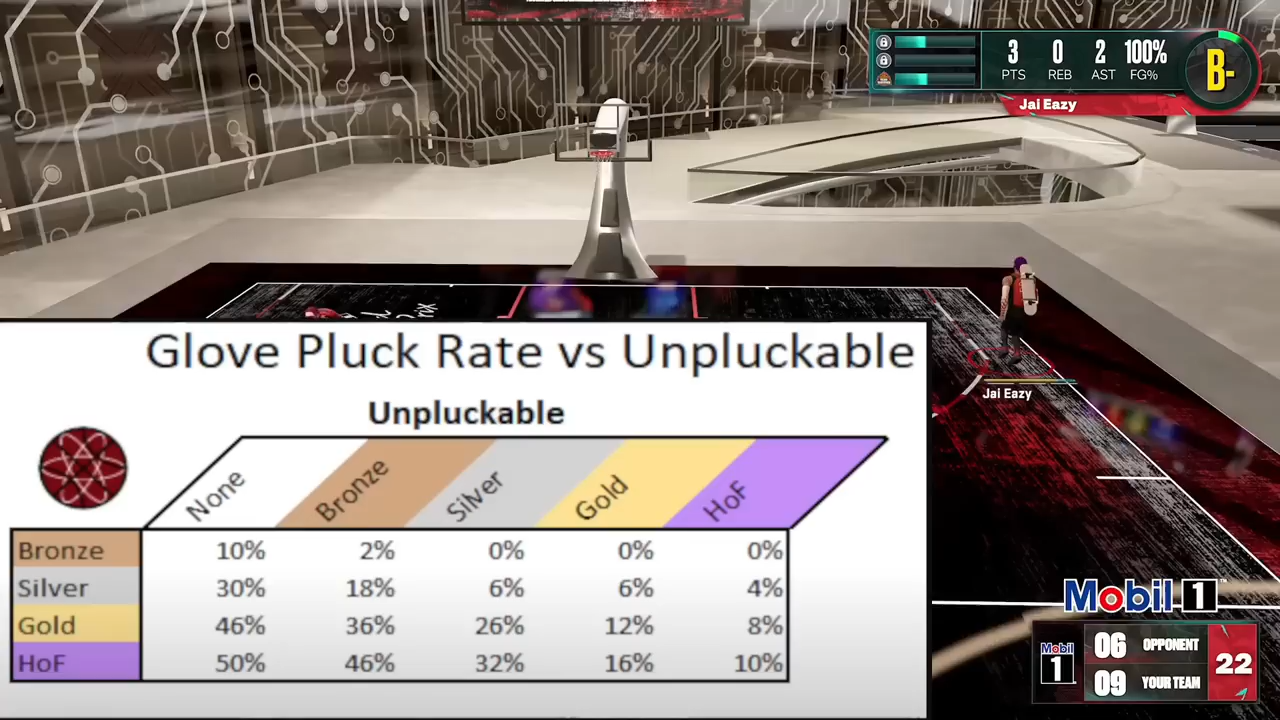 3 0 2 100%
PTS REB AST FG%
B-
Jai Eazy
Jai Eazy
Glove Pluck Rate vs Unpluckable
Unpluckable
None Bronze Silver Gold HoF
Bronze 10% 2% 0% 0% 0%
Silver 30% 18% 6% 6% 4%
Gold 46% 36% 26% 12% 8%
HoF 50% 46% 32% 16% 10%
Mobil 1
Mobil 1 06 OPPONENT 22
09 YOUR TEAM